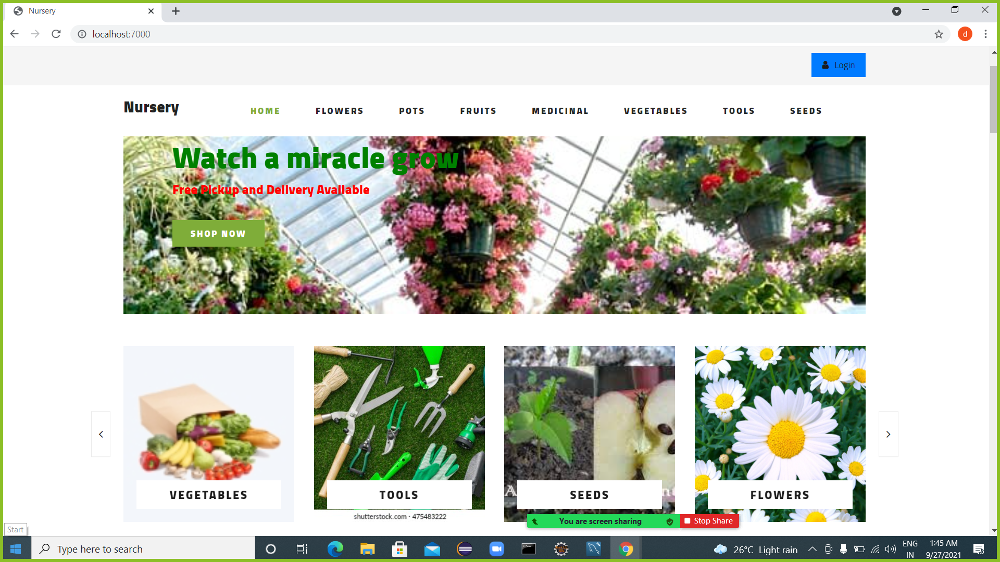 Nursery
localhost:7000
d
Login
Nursery
HOME FLOWERS POTS FRUITS MEDICINAL VEGETABLES TOOLS SEEDS
Watch a miracle grow
Free Pickup and Delivery Available
SHOP NOW
VEGETABLES
TOOLS
SEEDS
FLOWERS
shutterstock.com · 475483222
You are screen sharing
Stop Share
Start
Type here to search
26°C Light rain
ENG
IN
1:45 AM
9/27/2021